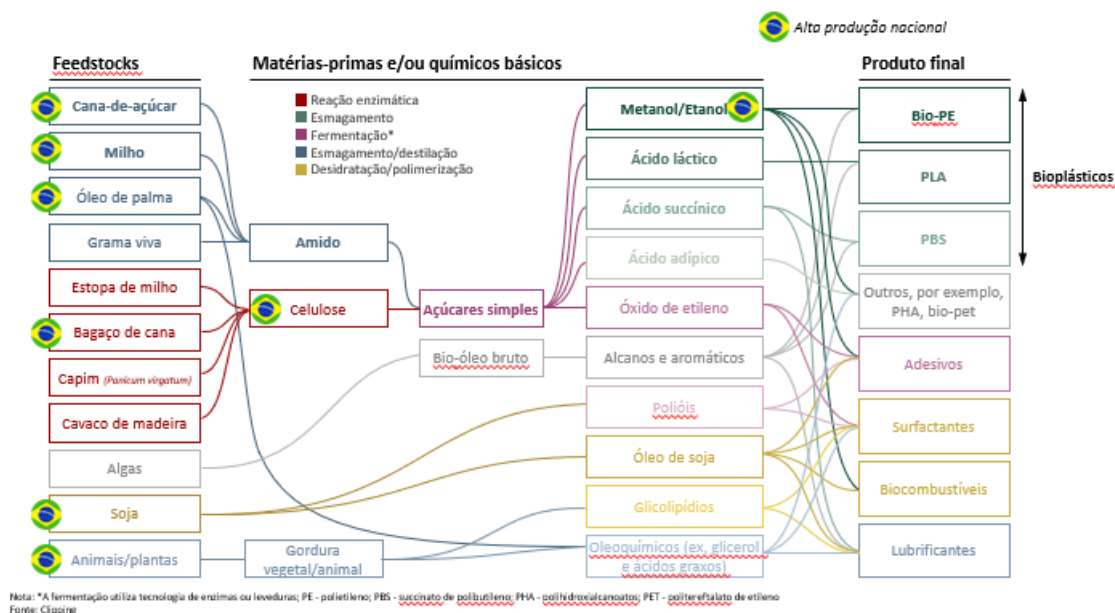 Alta produção nacional
Feedstocks
Matérias-primas e/ou químicos básicos
Produto final
Reação enzimática
Esmagamento
Fermentação*
Esmagamento/destilação
Desidratação/polimerização
Cana-de-açúcar
Milho
Óleo de palma
Grama viva
Estopa de milho
Bagaço de cana
Capim (Panicum virgatum)
Cavaco de madeira
Algas
Soja
Animais/plantas
Amido
Celulose
Gordura
vegetal/animal
Açúcares simples
Bio-óleo bruto
Metanol/Etanol
Ácido láctico
Ácido succínico
Ácido adípico
Óxido de etileno
Alcanos e aromáticos
Polióis
Óleo de soja
Glicolipídios
Oleoquímicos (ex, glicerol
e ácidos graxos)
Bio-PE
PLA
PBS
Outros, por exemplo,
PHA, bio-pet
Adesivos
Surfactantes
Biocombustíveis
Lubrificantes
Bioplásticos
Nota: *A fermentação utiliza tecnologia de enzimas ou leveduras; PE - polietileno; PBS - succinato de polibutileno; PHA - polihidroxialcanoatos; PET - politereftalato de etileno
Fonte: Clipping